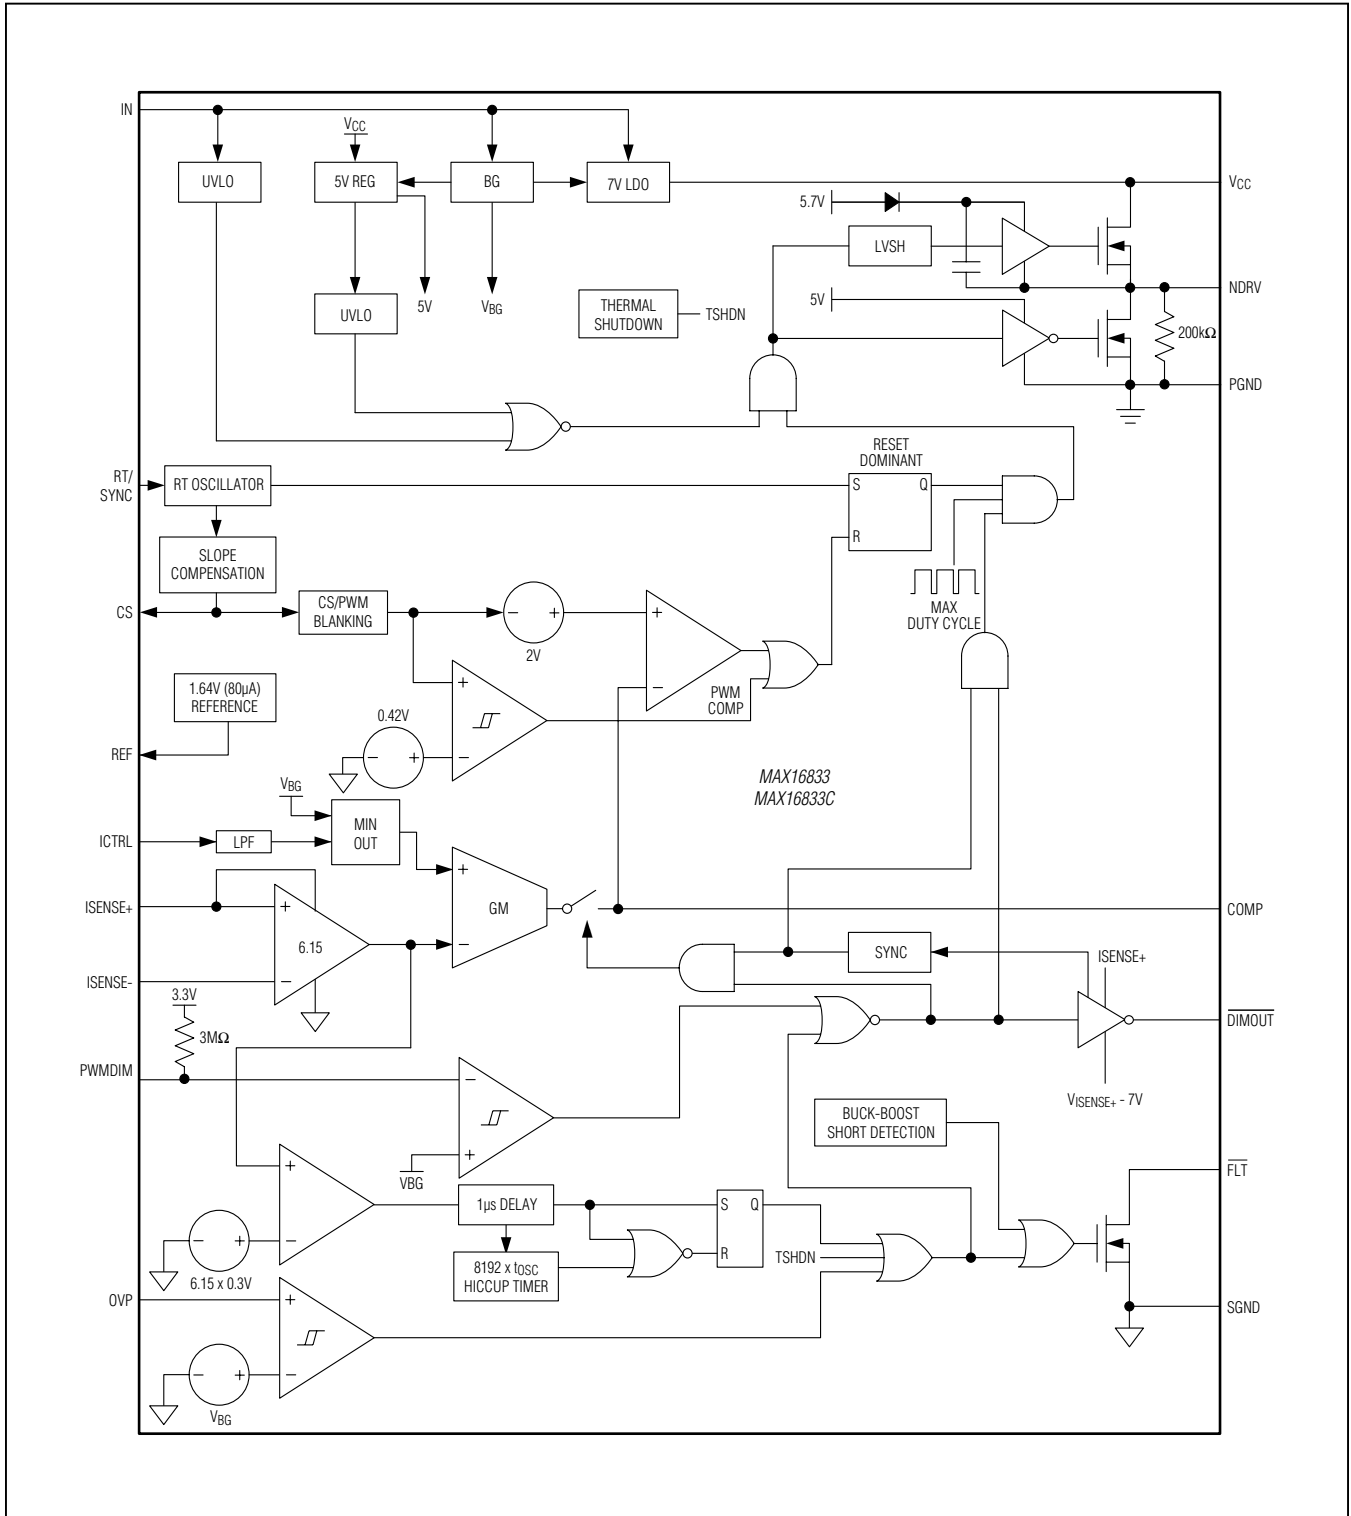 IN
VCC
UVLO
5V REG
BG
7V LDO
VCC
5.7V
LVSH
NDRV
5V
VBG
THERMAL
SHUTDOWN
TSHDN
5V
UVLO
200kΩ
PGND
RT/
SYNC
RT OSCILLATOR
RESET
DOMINANT
S
Q
R
SLOPE
COMPENSATION
CS
CS/PWM
BLANKING
-
+
2V
+
-
MAX
DUTY CYCLE
1.64V (80µA)
REFERENCE
REF
0.42V
-
+
+
-
PWM
COMP
MAX16833
MAX16833C
VBG
MIN
OUT
ICTRL
LPF
+
-
GM
ISENSE+
+
6.15
-
ISENSE-
COMP
SYNC
ISENSE+
3.3V
3MΩ
DIMOUT
PWMDIM
-
+
VBG
VISENSE+ - 7V
BUCK-BOOST
SHORT DETECTION
FLT
+
-
1µs DELAY
S
Q
R
8192 x tOSC
HICCUP TIMER
TSHDN
-
+
6.15 x 0.3V
OVP
+
-
SGND
-
+
VBG